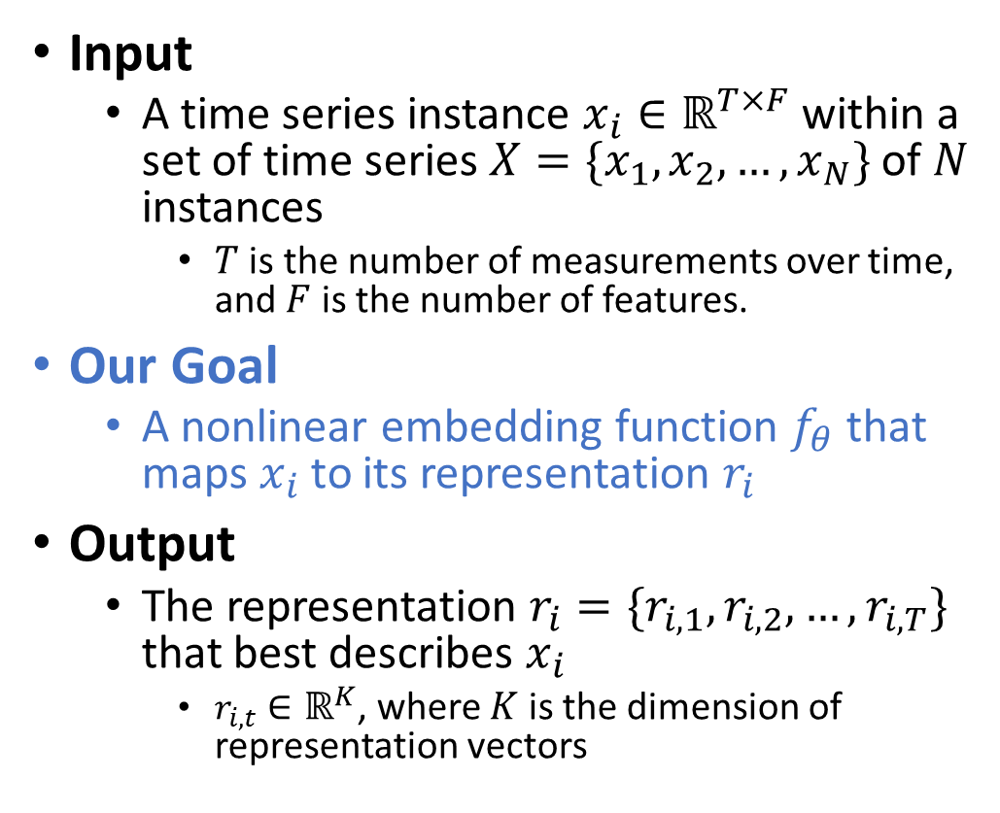 • Input
• A time series instance $x_i \in \mathbb{R}^{T \times F}$ within a
set of time series $X = \{x_1, x_2, \ldots, x_N\}$ of $N$
instances
• $T$ is the number of measurements over time,
and $F$ is the number of features.
• Our Goal
• A nonlinear embedding function $f_\theta$ that
maps $x_i$ to its representation $r_i$
• Output
• The representation $r_i = \{r_{i,1}, r_{i,2}, \ldots, r_{i,T}\}$
that best describes $x_i$
• $r_{i,t} \in \mathbb{R}^K$, where $K$ is the dimension of
representation vectors